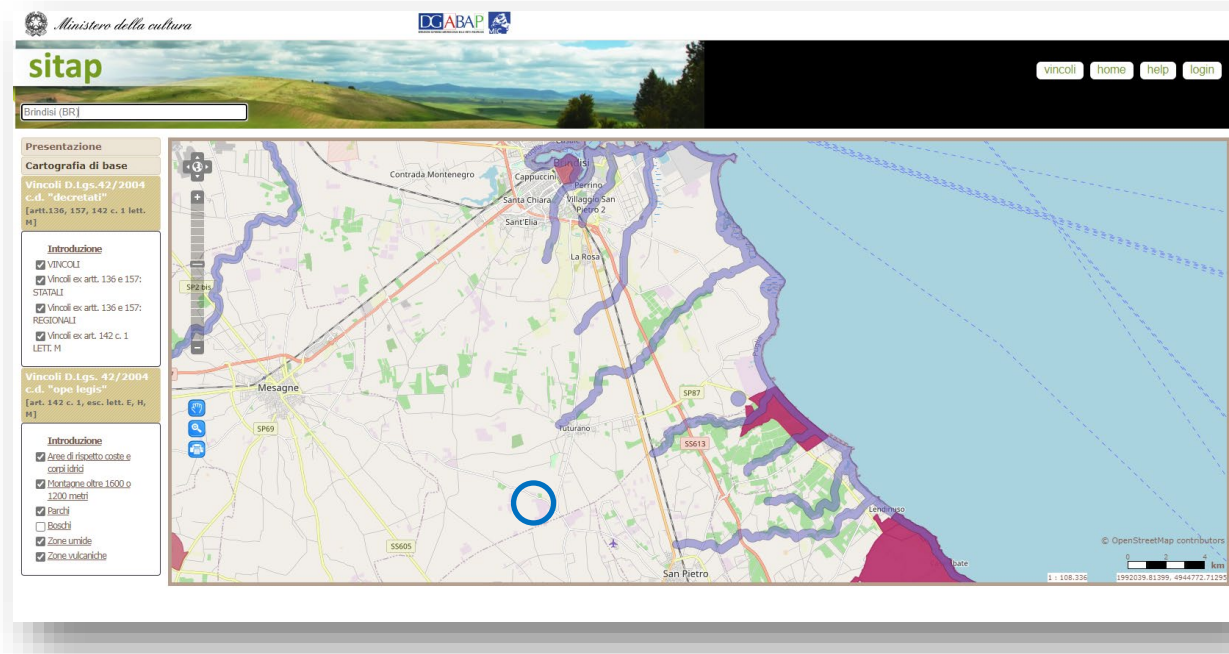 Ministero della cultura
DGABAP
MiC
sitap
vincoli
home
help
login
Brindisi (BR)
Presentazione
Cartografia di base
Vincoli D.Lgs.42/2004
c.d. "decretati"
[artt.136, 157, 142 c. 1 lett.
M]
Introduzione
VINCOLI
Vincoli ex artt. 136 e 157:
STATALI
Vincoli ex artt. 136 e 157:
REGIONALI
Vincoli ex art. 142 c. 1
LETT. M
Vincoli D.Lgs. 42/2004
c.d. "ope legis"
[art. 142 c. 1, esc. lett. E, H,
M]
Introduzione
Aree di rispetto coste e
corpi idrici
Montagne oltre 1600 o
1200 metri
Parchi
Boschi
Zone umide
Zone vulcaniche
Casale
Brindisi
Contrada Montenegro
Cappuccini
Perrino
Santa Chiara
Villaggio San
Pietro 2
Sant'Elia
La Rosa
SP2 bis
Mesagne
SP87
SP69
Tuturano
SS613
Lendinuso
SS605
San Pietro
© OpenStreetMap contributors
0 2 4
km
1 : 108.336
1992039.81399, 4944772.71295